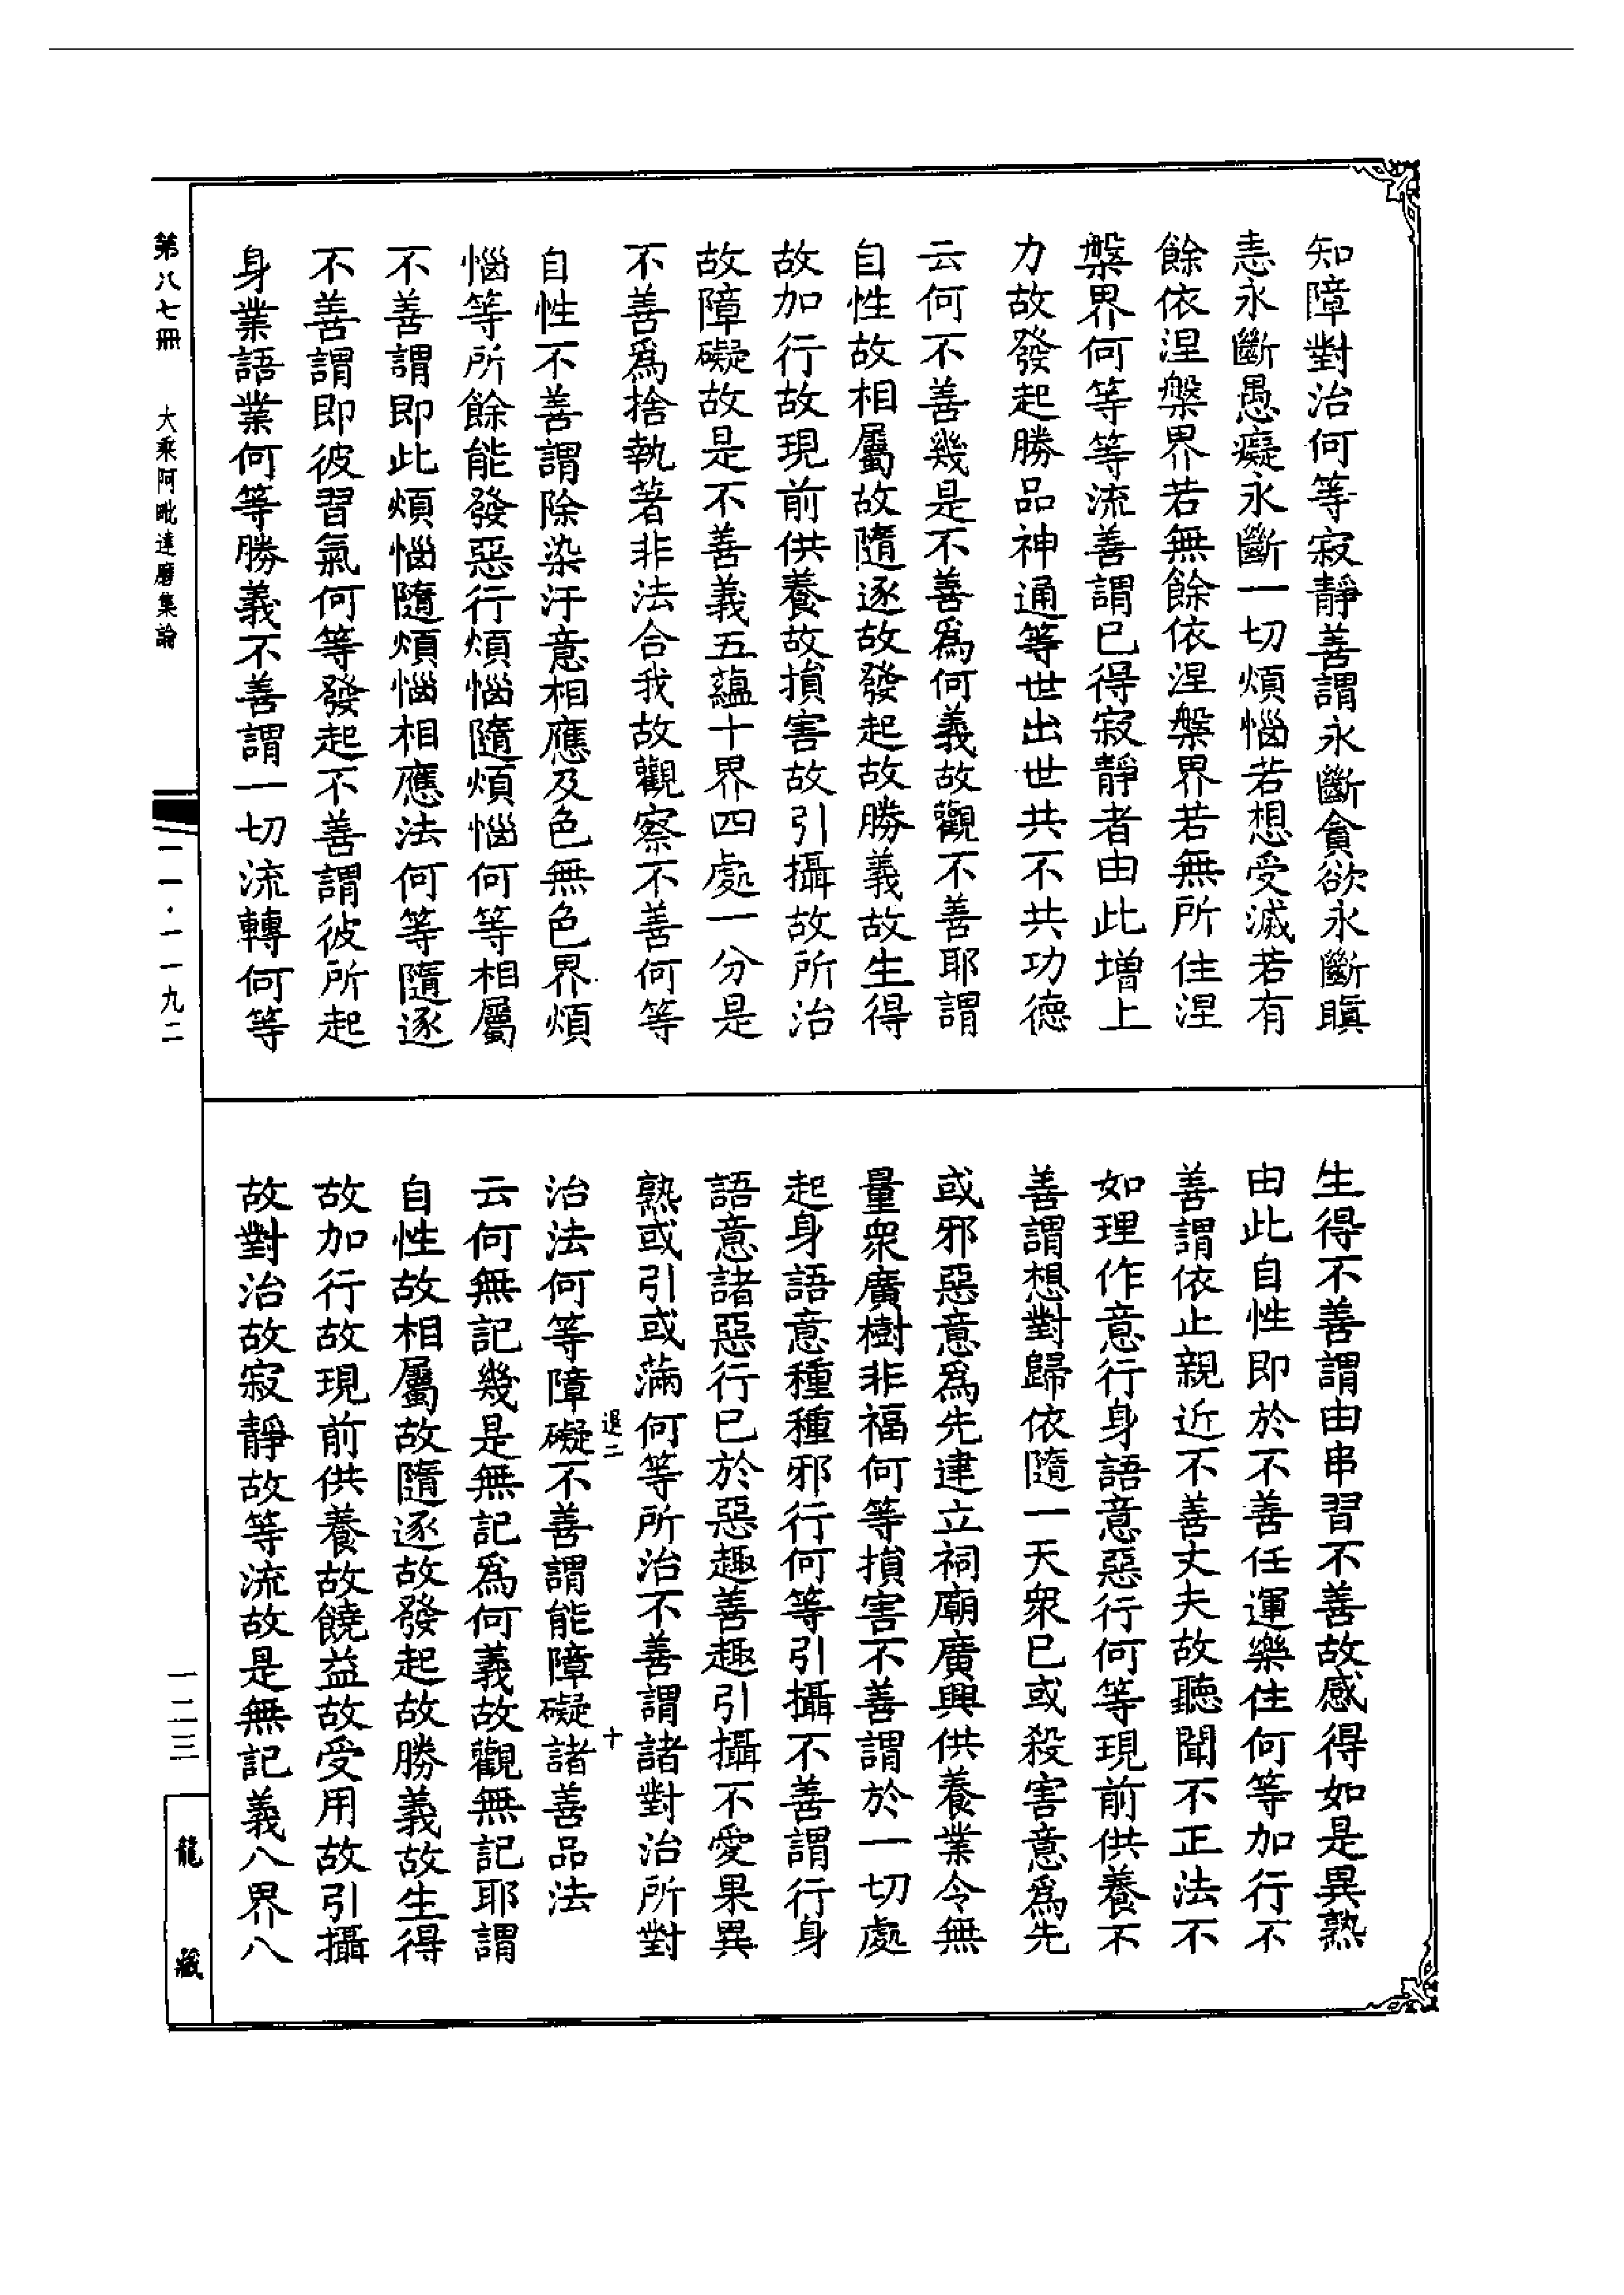 知障對治何等寂靜善謂永斷貪欲永斷瞋
恚永斷愚癡永斷一切煩惱若想受滅若有
餘依涅槃界若無餘依涅槃界若無所住涅
槃界何等等流善謂已得寂靜者由此增上
力故發起勝品神通等世出世共不共功德
云何不善幾是不善爲何義故觀不善耶謂
自性故相屬故隨逐故發起故勝義故生得
故加行故現前供養故損害故引攝故所治
故障礙故是不善義五蘊十界四處一分是
不善爲捨執著非法合我故觀察不善何等
自性不善謂除染汙意相應及色無色界煩
惱等所餘能發惡行煩惱隨煩惱何等相屬
不善謂即此煩惱隨煩惱相應法何等隨逐
不善謂即彼習氣何等發起不善謂彼所起
身業語業何等勝義不善謂一切流轉何等
生得不善謂由串習不善故感得如是異熟
由此自性即於不善任運樂住何等加行不
善謂依止親近不善丈夫故聽聞不正法不
如理作意行身語意惡行何等現前供養不
善謂想對歸依隨一天衆已或殺害意爲先
或邪惡意爲先建立祠廟廣興供養業令無
量衆廣樹非福何等損害不善謂於一切處
起身語意種種邪行何等引攝不善謂行身
語意諸惡行已於惡趣善趣引攝不愛果異
熟或引或滿何等所治不善謂諸對治所對
退二 十
治法何等障礙不善謂能障礙諸善品法
云何無記幾是無記爲何義故觀無記耶謂
自性故相屬故隨逐故發起故勝義故生得
故加行故現前供養故饒益故受用故引攝
故對治故寂靜故等流故是無記義八界八
第八七冊 大乘阿毗達磨集論
一一·一一九二
一二三
龍藏